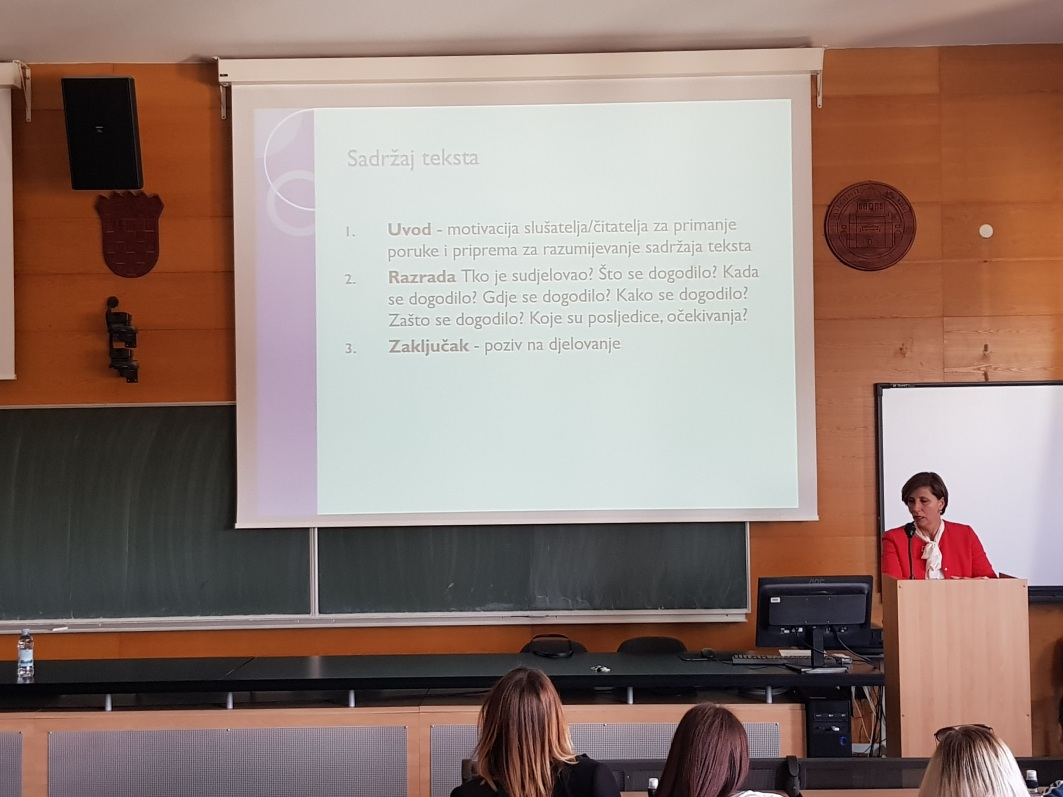 Sadržaj teksta
1. Uvod - motivacija slušatelja/čitatelja za primanje
poruke i priprema za razumijevanje sadržaja teksta
2. Razrada Tko je sudjelovao? Što se dogodilo? Kada
se dogodilo? Gdje se dogodilo? Kako se dogodilo?
Zašto se dogodilo? Koje su posljedice, očekivanja?
3. Zaključak - poziv na djelovanje